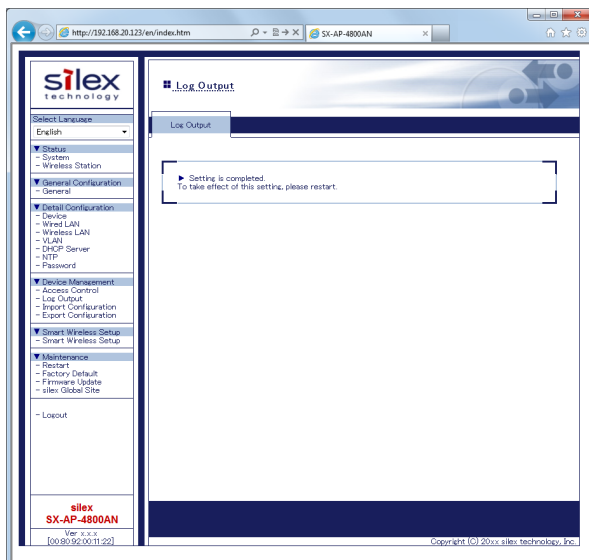 http://192.168.20.123/en/index.htm
SX-AP-4800AN
silex
technology
Select Language
English
▼ Status
- System
- Wireless Station
▼ General Configuration
- General
▼ Detail Configuration
- Device
- Wired LAN
- Wireless LAN
- VLAN
- DHCP Server
- NTP
- Password
▼ Device Management
- Access Control
- Log Output
- Import Configuration
- Export Configuration
▼ Smart Wireless Setup
- Smart Wireless Setup
▼ Maintenance
- Restart
- Factory Default
- Firmware Update
- silex Global Site
- Logout
silex
SX-AP-4800AN
Ver x.x.x
[00:80:92:00:11:22]
Log Output
Log Output
► Setting is completed.
To take effect of this setting, please restart.
Copyright (C) 20xx silex technology, Inc.